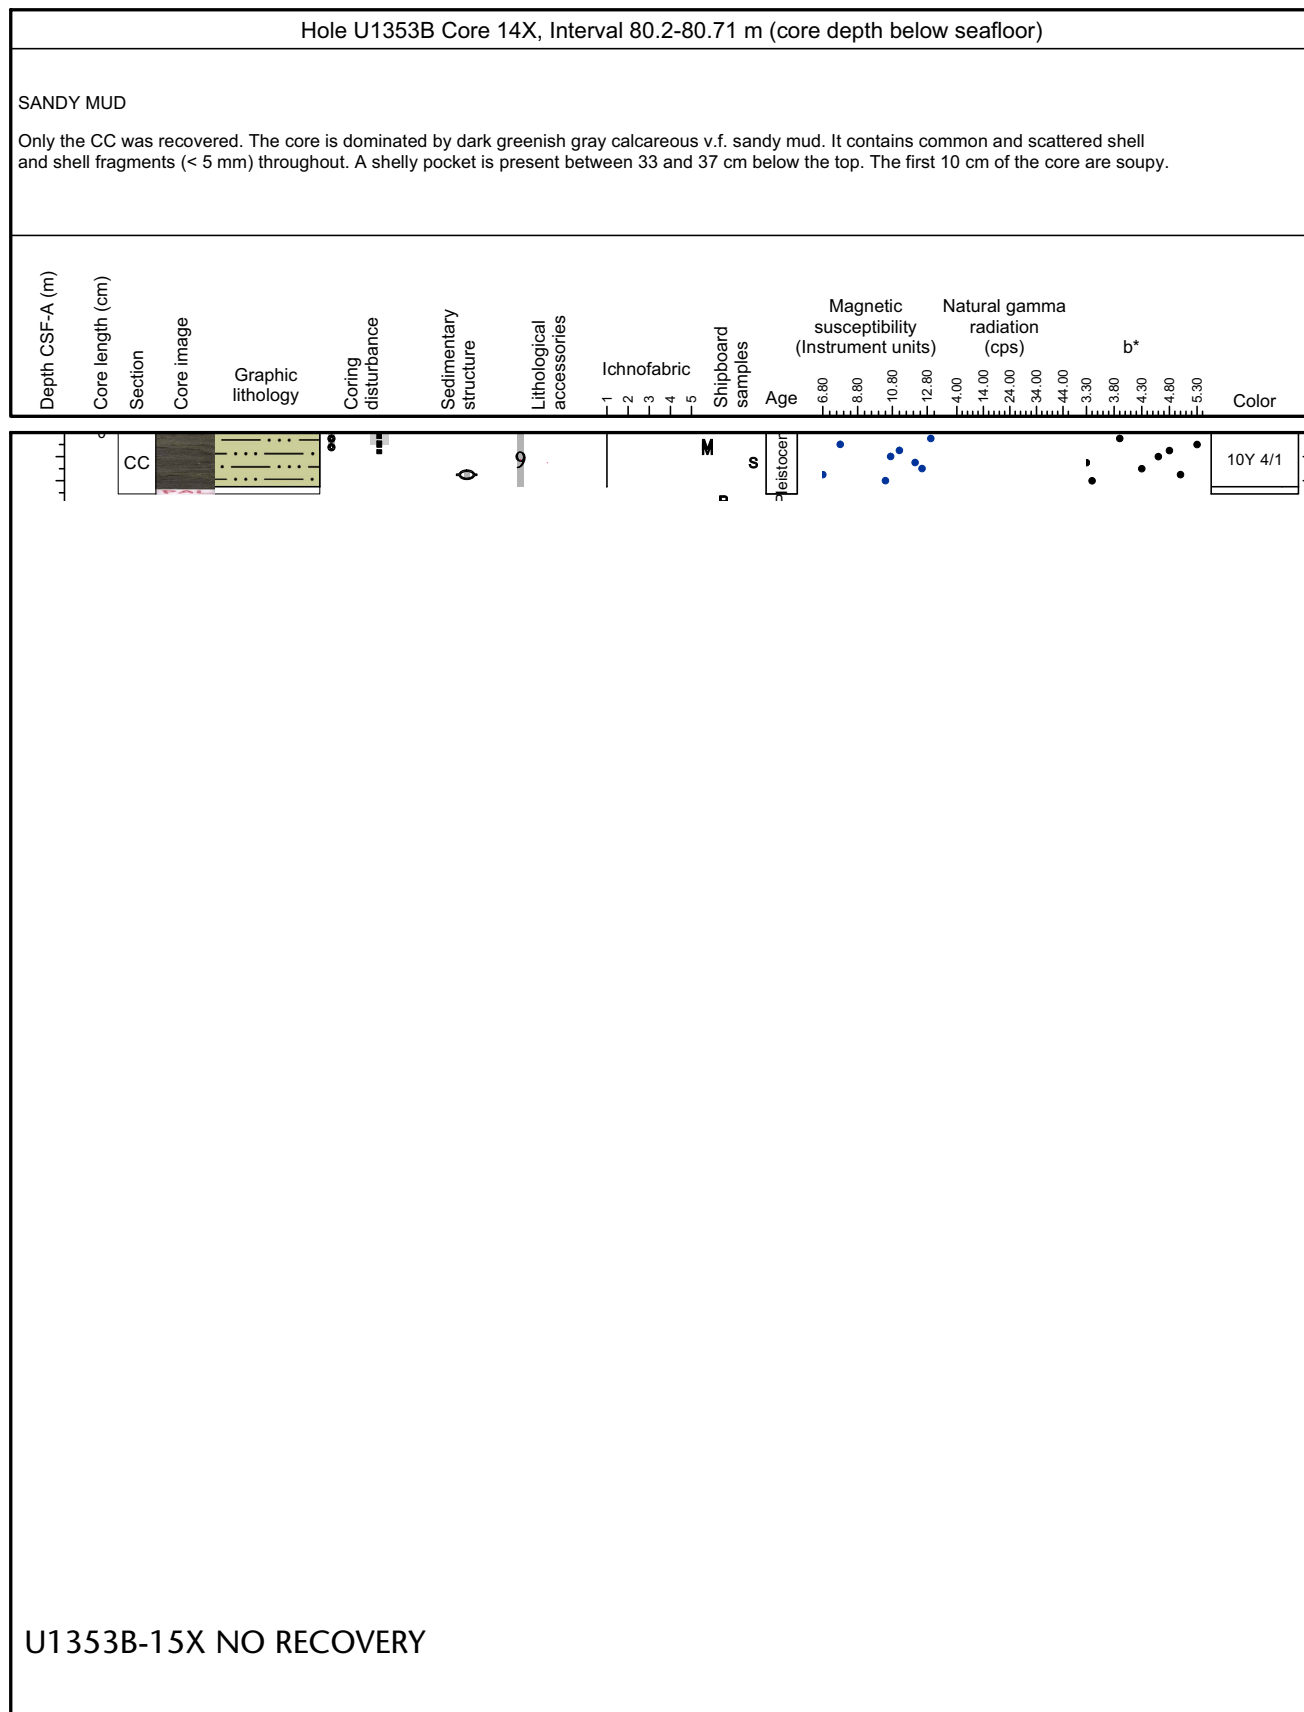 Hole U1353B Core 14X, Interval 80.2-80.71 m (core depth below seafloor)
SANDY MUD
Only the CC was recovered. The core is dominated by dark greenish gray calcareous v.f. sandy mud. It contains common and scattered shell
and shell fragments (< 5 mm) throughout. A shelly pocket is present between 33 and 37 cm below the top. The first 10 cm of the core are soupy.
Depth CSF-A (m)
Core length (cm)
Section
Core image
Graphic
lithology
Coring
disturbance
Sedimentary
structure
Lithological
accessories
Ichnofabric
1 2 3 4 5
Shipboard
samples
Age
Magnetic
susceptibility
(Instrument units)
6.80 8.80 10.80 12.80
Natural gamma
radiation
(cps)
4.00 14.00 24.00 34.00 44.00
b*
3.30 3.80 4.30 4.80 5.30
Color
CC
M
S
10Y 4/1
U1353B-15X NO RECOVERY